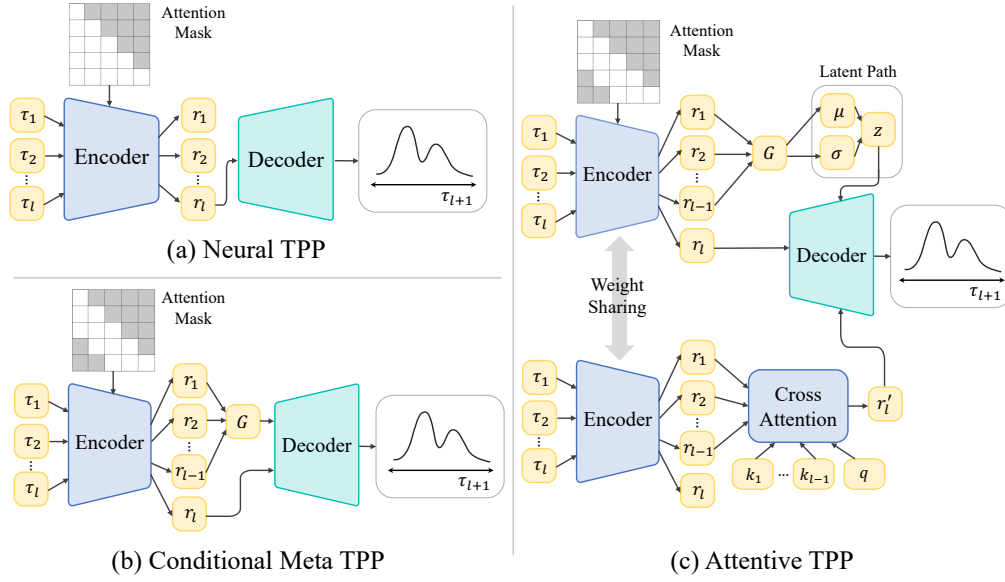 Attention
Mask
τ₁
τ₂
⋮
τₗ
Encoder
r₁
r₂
⋮
rₗ
Decoder
τₗ₊₁
(a) Neural TPP
Attention
Mask
τ₁
τ₂
⋮
τₗ
Encoder
r₁
r₂
⋮
rₗ₋₁
rₗ
G
Decoder
τₗ₊₁
(b) Conditional Meta TPP
Attention
Mask
τ₁
τ₂
⋮
τₗ
Encoder
r₁
r₂
⋮
rₗ₋₁
rₗ
G
Latent Path
μ
σ
z
Decoder
τₗ₊₁
Weight
Sharing
τ₁
τ₂
⋮
τₗ
Encoder
r₁
r₂
⋮
rₗ₋₁
rₗ
Cross
Attention
k₁ ... kₗ₋₁ q
rₗ′
(c) Attentive TPP